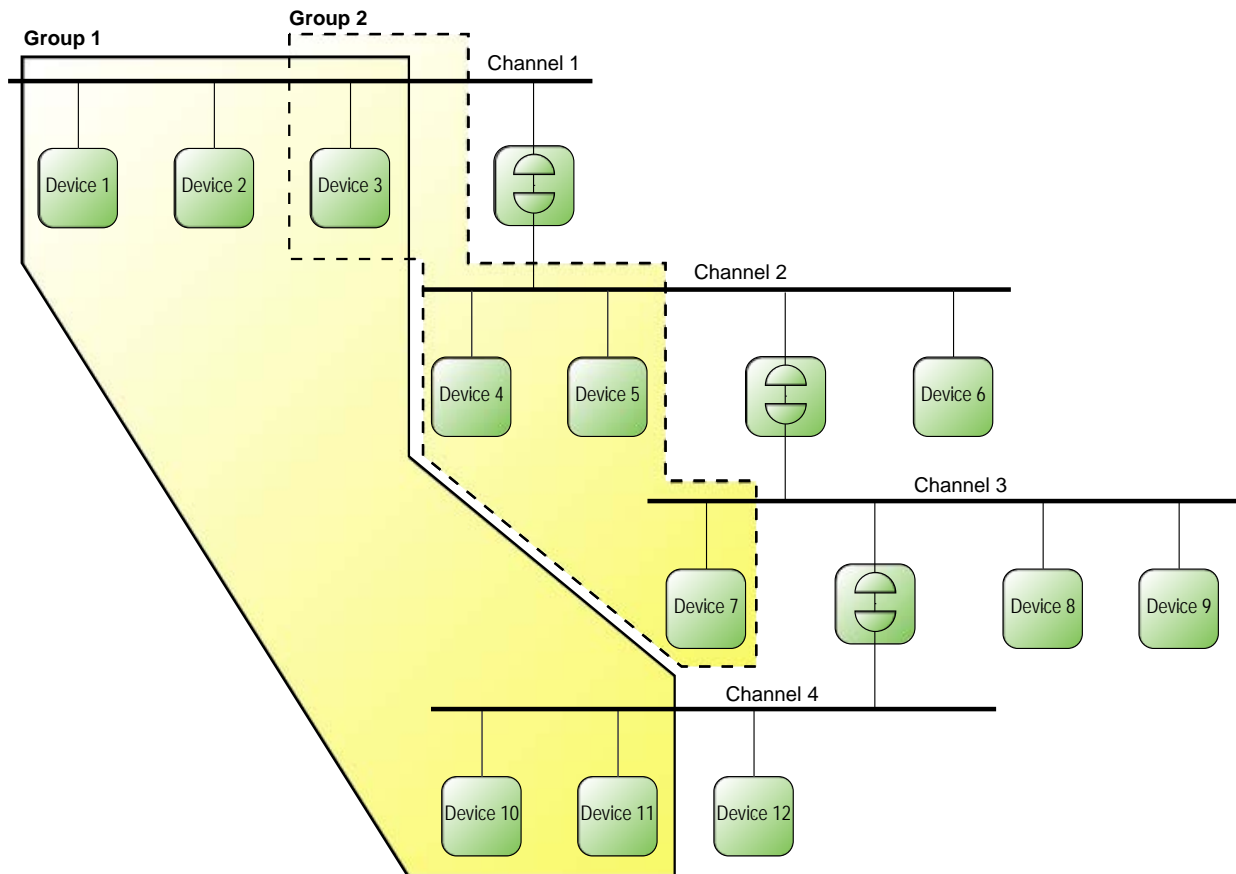 Group 2
Group 1
Channel 1
Device 1
Device 2
Device 3
Channel 2
Device 4
Device 5
Device 6
Channel 3
Device 7
Device 8
Device 9
Channel 4
Device 10
Device 11
Device 12